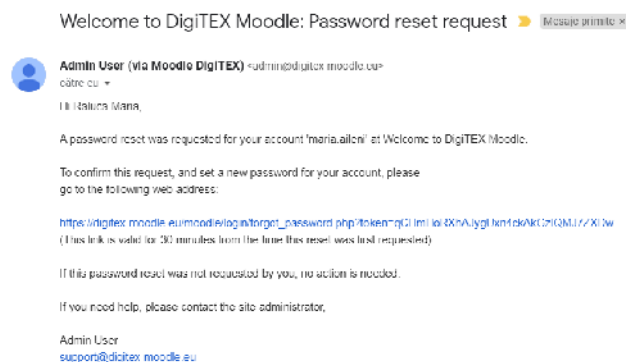 Welcome to DigiTEX Moodle: Password reset request Mesaje primite ×
Admin User (via Moodle DigiTEX) <admin@digitex-moodle.eu>
către eu
Hi Raluca Maria,
A password reset was requested for your account 'maria.aileni' at Welcome to DigiTEX Moodle.
To confirm this request, and set a new password for your account, please
go to the following web address:
(This link is valid for 30 minutes from the time this reset was first requested)
If this password reset was not requested by you, no action is needed.
If you need help, please contact the site administrator,
Admin User
support@digitex-moodle.eu